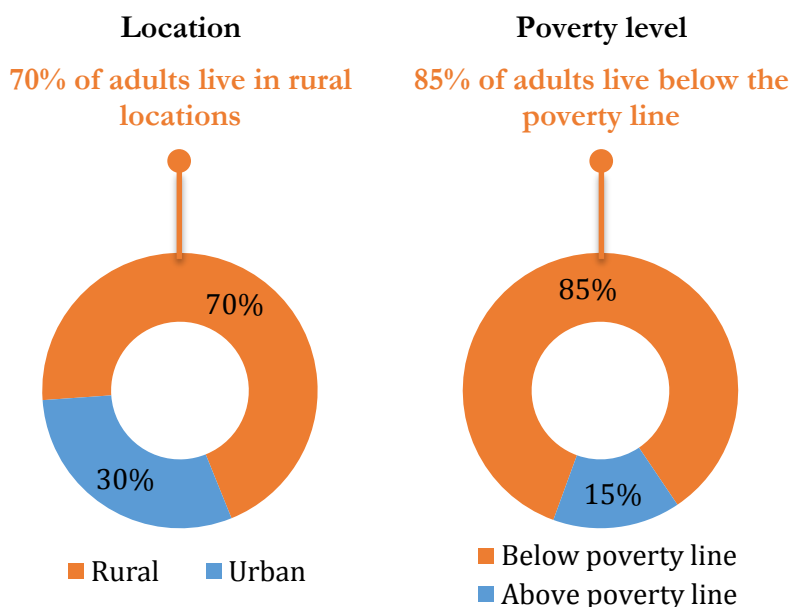 Location
70% of adults live in rural
locations
70%
30%
Rural
Urban
Poverty level
85% of adults live below the
poverty line
85%
15%
Below poverty line
Above poverty line